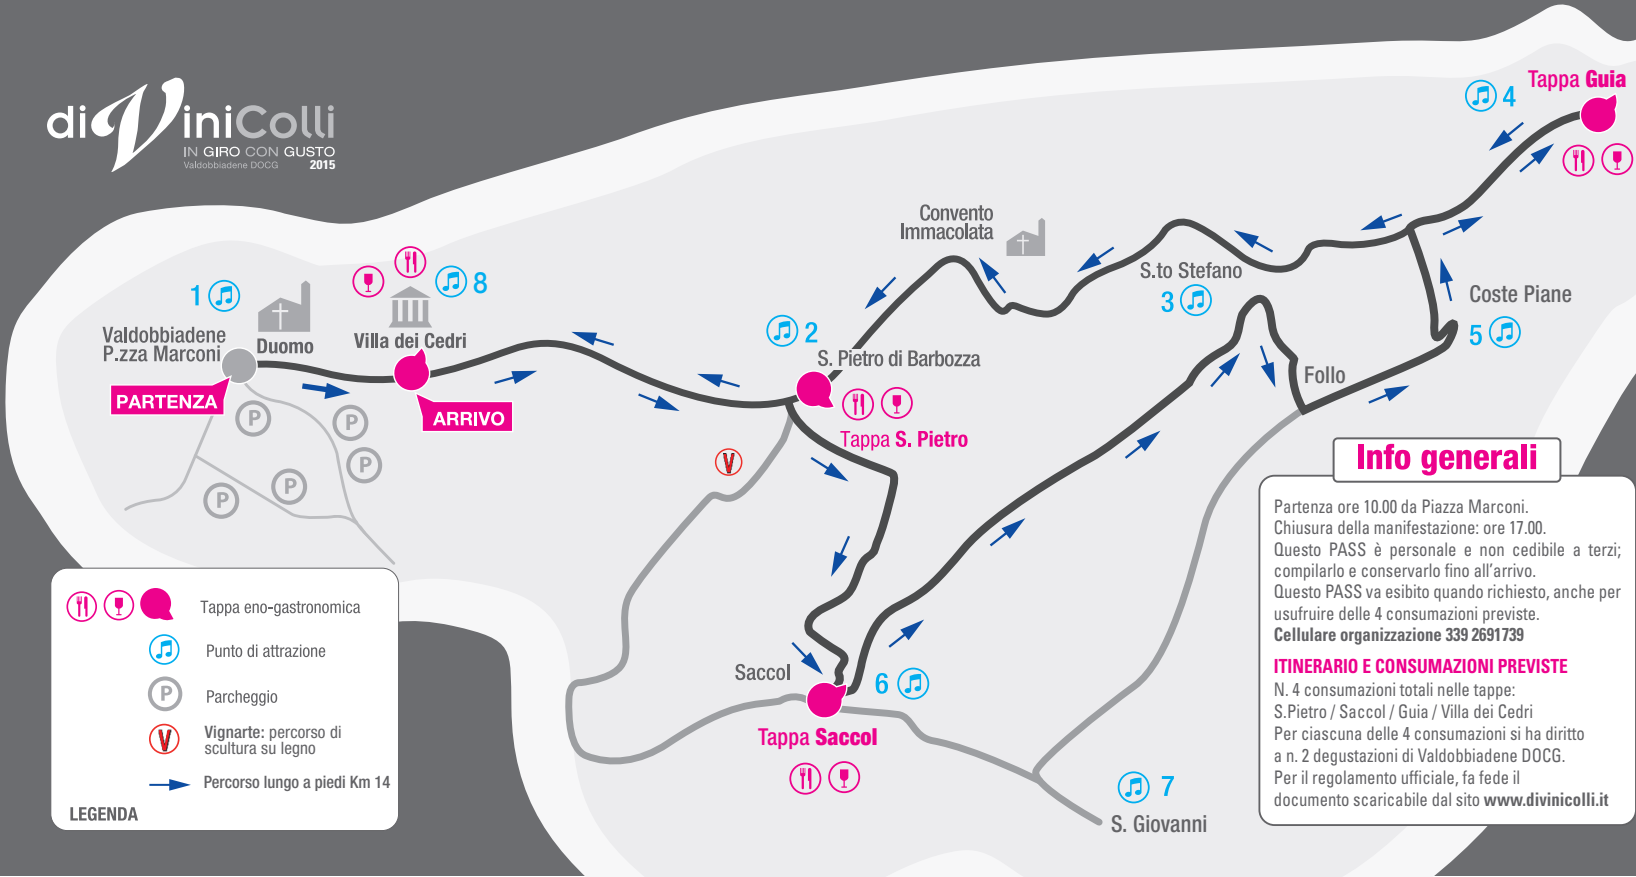 diViniColli
IN GIRO CON GUSTO
Valdobbiadene DOCG 2015
Tappa Guia
4
Convento
Immacolata
S.to Stefano
3
Coste Piane
5
1
8
Valdobbiadene
P.zza Marconi
Duomo
Villa dei Cedri
PARTENZA
ARRIVO
2
S. Pietro di Barbozza
Tappa S. Pietro
Follo
P
P
P
P
P
V
Saccol
6
Tappa Saccol
7
S. Giovanni
Tappa eno-gastronomica
Punto di attrazione
P
Parcheggio
V
Vignarte: percorso di
scultura su legno
Percorso lungo a piedi Km 14
LEGENDA
Info generali
Partenza ore 10.00 da Piazza Marconi.
Chiusura della manifestazione: ore 17.00.
Questo PASS è personale e non cedibile a terzi;
compilarlo e conservarlo fino all'arrivo.
Questo PASS va esibito quando richiesto, anche per
usufruire delle 4 consumazioni previste.
Cellulare organizzazione 339 2691739
ITINERARIO E CONSUMAZIONI PREVISTE
N. 4 consumazioni totali nelle tappe:
S.Pietro / Saccol / Guia / Villa dei Cedri
Per ciascuna delle 4 consumazioni si ha diritto
a n. 2 degustazioni di Valdobbiadene DOCG.
Per il regolamento ufficiale, fa fede il
documento scaricabile dal sito www.divinicolli.it